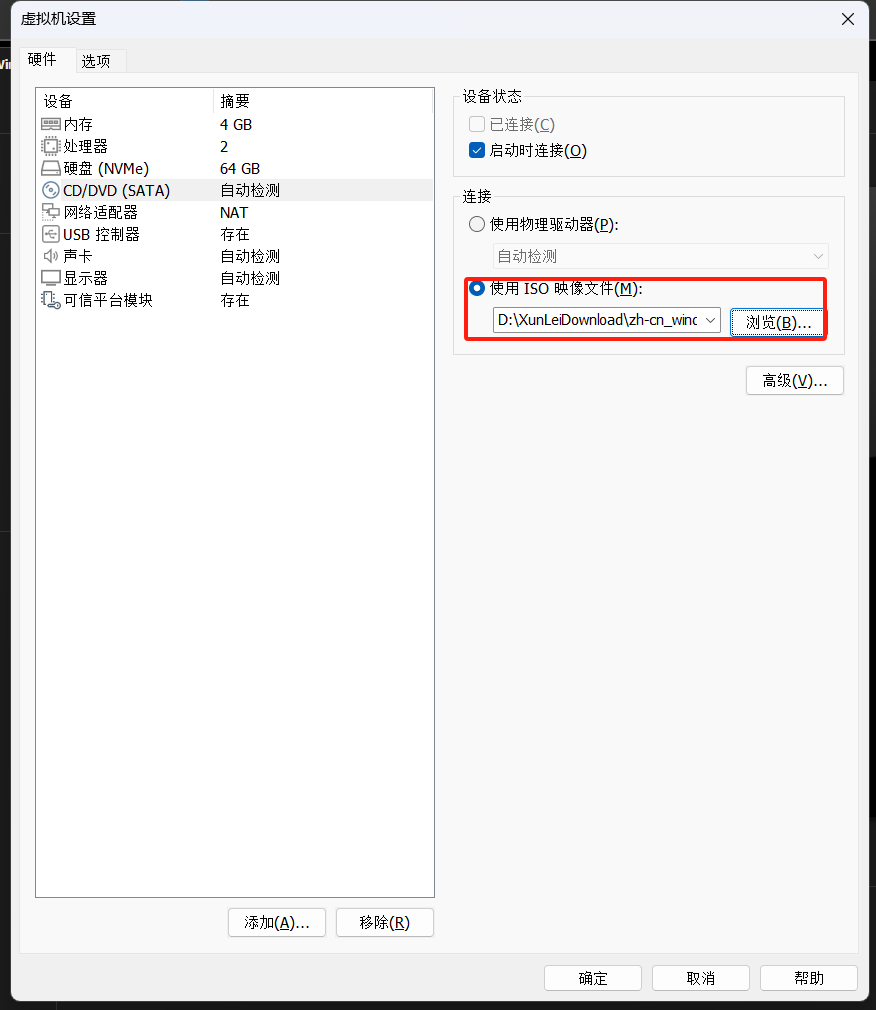 虚拟机设置
硬件 选项
设备 摘要
内存 4 GB
处理器 2
硬盘 (NVMe) 64 GB
CD/DVD (SATA) 自动检测
网络适配器 NAT
USB 控制器 存在
声卡 自动检测
显示器 自动检测
可信平台模块 存在
添加(A)... 移除(R)
设备状态
已连接(C)
启动时连接(O)
连接
使用物理驱动器(P):
自动检测
使用 ISO 映像文件(M):
D:\XunLeiDownload\zh-cn_winc 浏览(B)...
高级(V)...
确定 取消 帮助